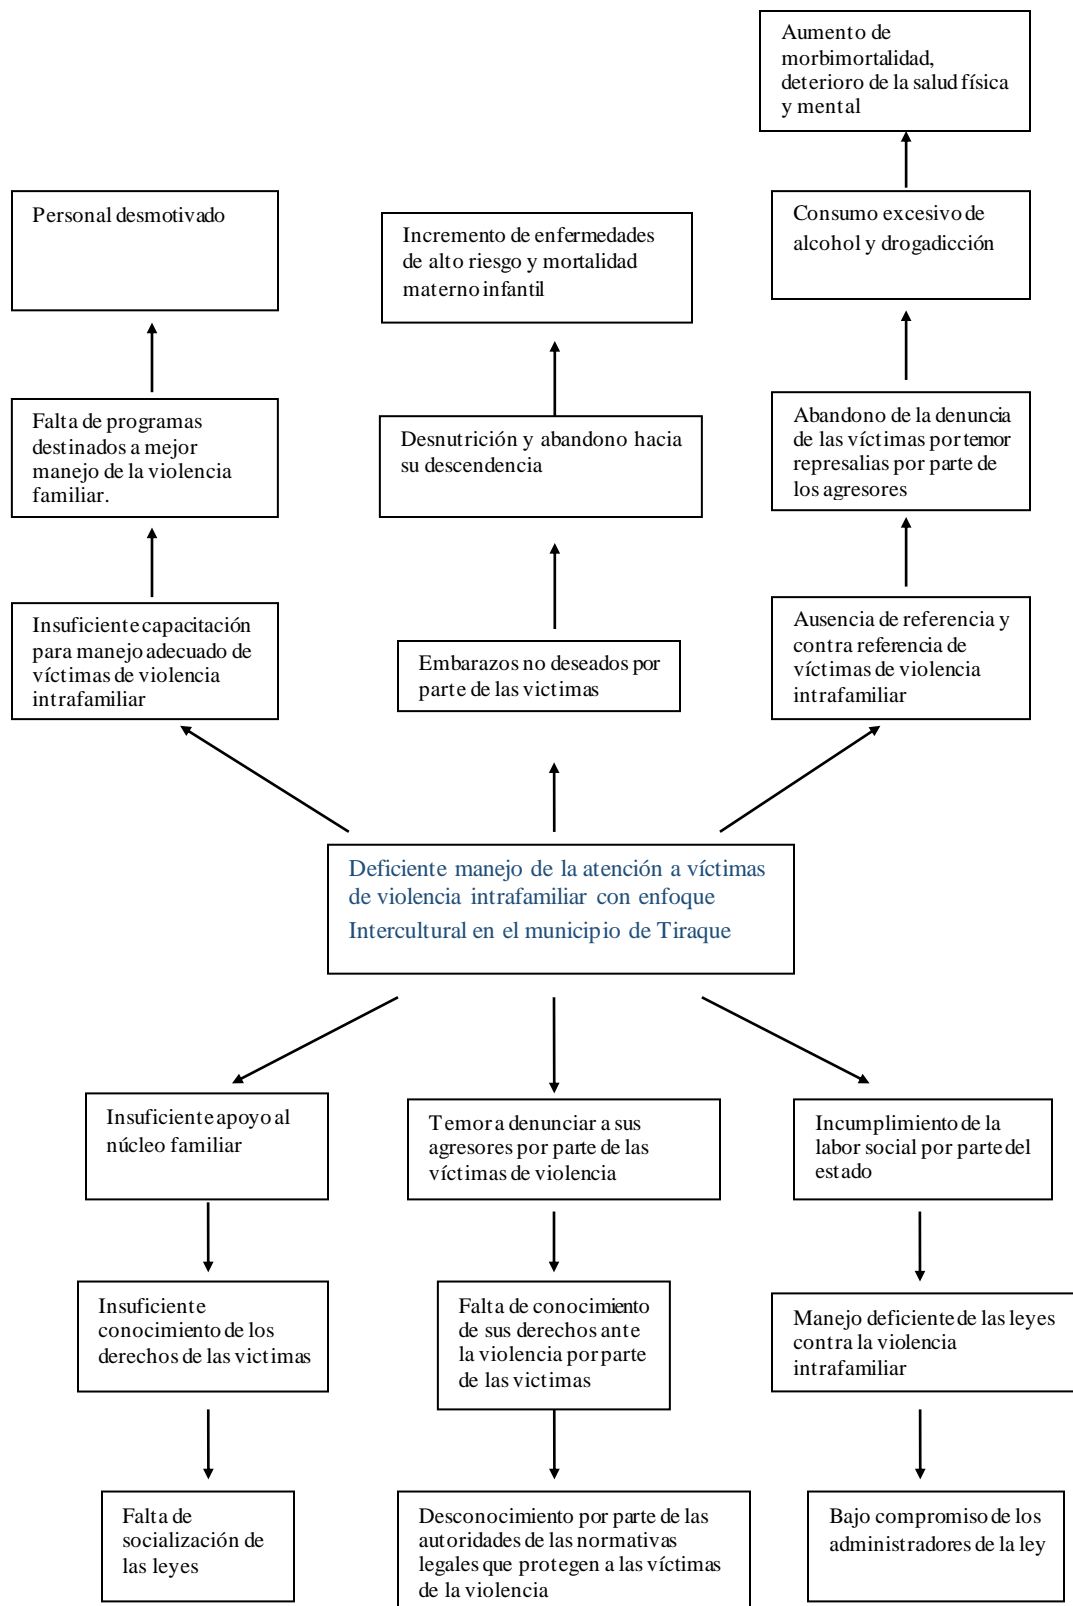 Aumento de
morbimortalidad,
deterioro de la salud física
y mental
Personal desmotivado
Incremento de enfermedades
de alto riesgo y mortalidad
materno infantil
Consumo excesivo de
alcohol y drogadicción
Falta de programas
destinados a mejor
manejo de la violencia
familiar.
Desnutrición y abandono hacia
su descendencia
Abandono de la denuncia
de las víctimas por temor
represalias por parte de
los agresores
Insuficiente capacitación
para manejo adecuado de
víctimas de violencia
intrafamiliar
Embarazos no deseados por
parte de las victimas
Ausencia de referencia y
contra referencia de
víctimas de violencia
intrafamiliar
Deficiente manejo de la atención a víctimas
de violencia intrafamiliar con enfoque
Intercultural en el municipio de Tiraque
Insuficiente apoyo al
núcleo familiar
Temor a denunciar a sus
agresores por parte de las
víctimas de violencia
Incumplimiento de la
labor social por parte del
estado
Insuficiente
conocimiento de los
derechos de las victimas
Falta de conocimiento
de sus derechos ante
la violencia por parte
de las victimas
Manejo deficiente de las leyes
contra la violencia
intrafamiliar
Falta de
socialización de
las leyes
Desconocimiento por parte de las
autoridades de las normativas
legales que protegen a las víctimas
de la violencia
Bajo compromiso de los
administradores de la ley